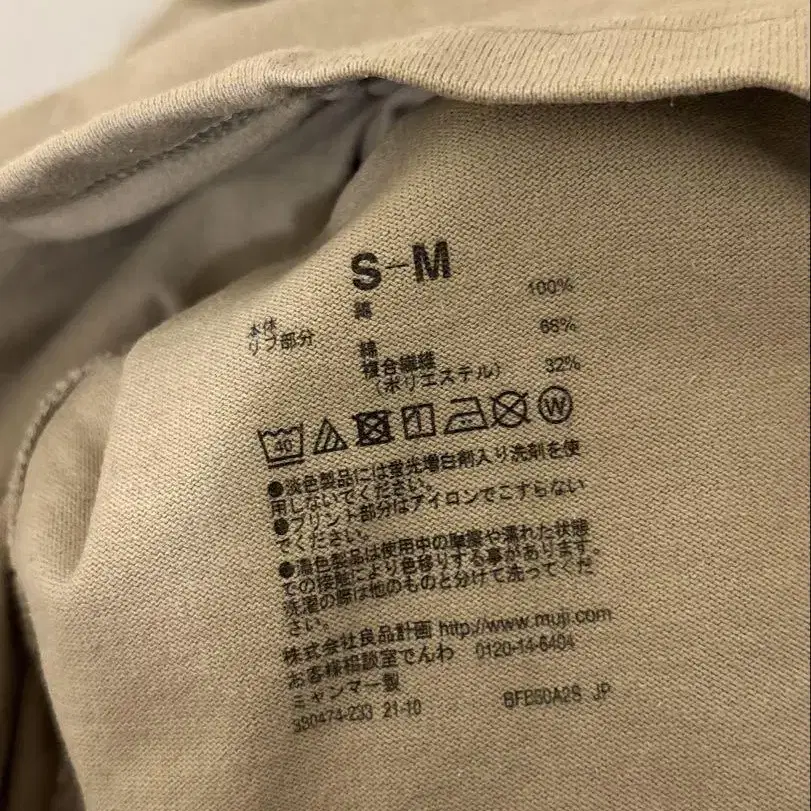 S-M
本体 綿 100%
リブ部分 綿 68%
複合繊維
(ポリエステル) 32%
40 W
●淡色製品には蛍光増白剤入り洗剤を使
用しないでください。
●プリント部分はアイロンでこすらない
でください。
●濃色製品は使用中の摩擦や濡れた状態
での接触により色移りする事があります。
洗濯の際は他のものと分けて洗ってくだ
さい。
株式会社良品計画 http://www.muji.com
お客様相談室でんわ 0120-14-6404
ミャンマー製
21-10 JP